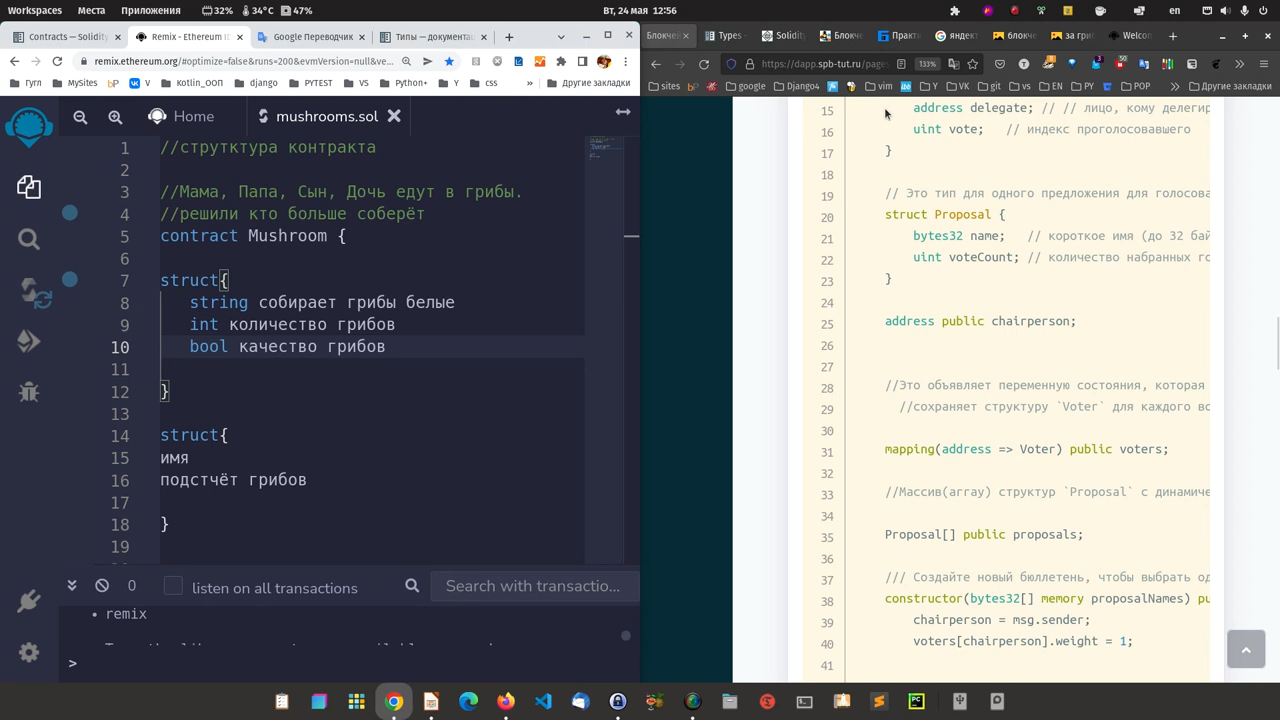 Workspaces Места Приложения 32% 34°C 47% Вт, 24 мая 12:56 en
Contracts — Solidity Remix - Ethereum ID Google Переводчик Типы — документац
remix.ethereum.org/#optimize=false&runs=200&evmVersion=null&ve...
Гугл MySites V Kotlin_ООП django PYTEST VS Python+ Y css Другие закладки
Home mushrooms.sol
1 //струтктура контракта
2
3 //Мама, Папа, Сын, Дочь едут в грибы.
4 //решили кто больше соберёт
5 contract Mushroom {
6
7 struct{
8 string собирает грибы белые
9 int количество грибов
10 bool качество грибов
11
12 }
13
14 struct{
15 имя
16 подстчёт грибов
17
18 }
19
0 listen on all transactions Search with transactio...
• remix
>
Блокчей Types - Solidity Блокче Практи яндект блокче за гри Welco
https://dapp.spb-tut.ru/pages 133%
sites google Django4 vim Y VK git vs EN PY POP Другие закладки
15 address delegate; // // лицо, кому делегир
16 uint vote; // индекс проголосовавшего
17 }
18
19 // Это тип для одного предложения для голосова
20 struct Proposal {
21 bytes32 name; // короткое имя (до 32 бай
22 uint voteCount; // количество набранных го
23 }
24
25 address public chairperson;
26
27
28 //Это объявляет переменную состояния, которая
29 //сохраняет структуру `Voter` для каждого во
30
31 mapping(address => Voter) public voters;
32
33 //Массив(array) структур `Proposal` с динамиче
34
35 Proposal[] public proposals;
36
37 /// Создайте новый бюллетень, чтобы выбрать од
38 constructor(bytes32[] memory proposalNames) pu
39 chairperson = msg.sender;
40 voters[chairperson].weight = 1;
41